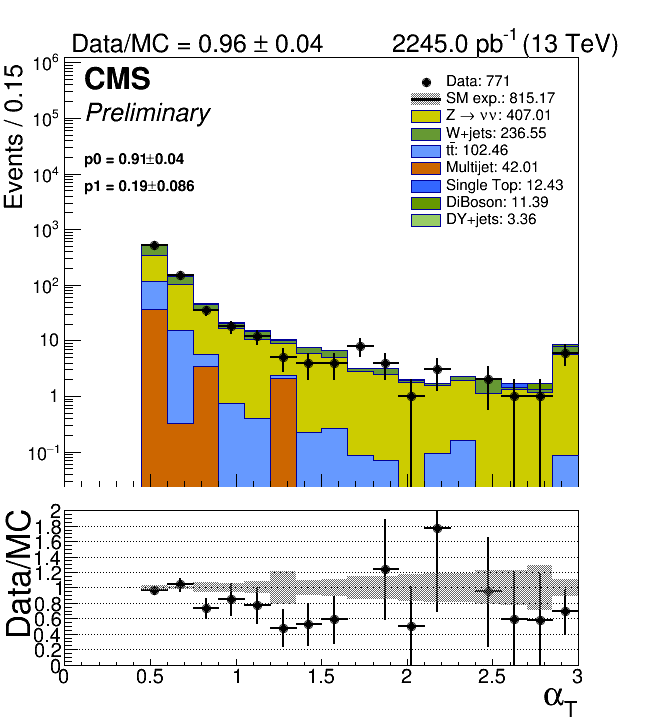 Data/MC = 0.96 ± 0.04
2245.0 pb⁻¹ (13 TeV)
CMS
Preliminary
p0 = 0.91±0.04
p1 = 0.19±0.086
Data: 771
SM exp.: 815.17
Z → νν: 407.01
W+jets: 236.55
tt̄: 102.46
Multijet: 42.01
Single Top: 12.43
DiBoson: 11.39
DY+jets: 3.36
Events / 0.15
10⁶
10⁵
10⁴
10³
10²
10
1
10⁻¹
Data/MC
2
1.8
1.6
1.4
1.2
1
0.8
0.6
0.4
0.2
0
0 0.5 1 1.5 2 2.5 3
α_T